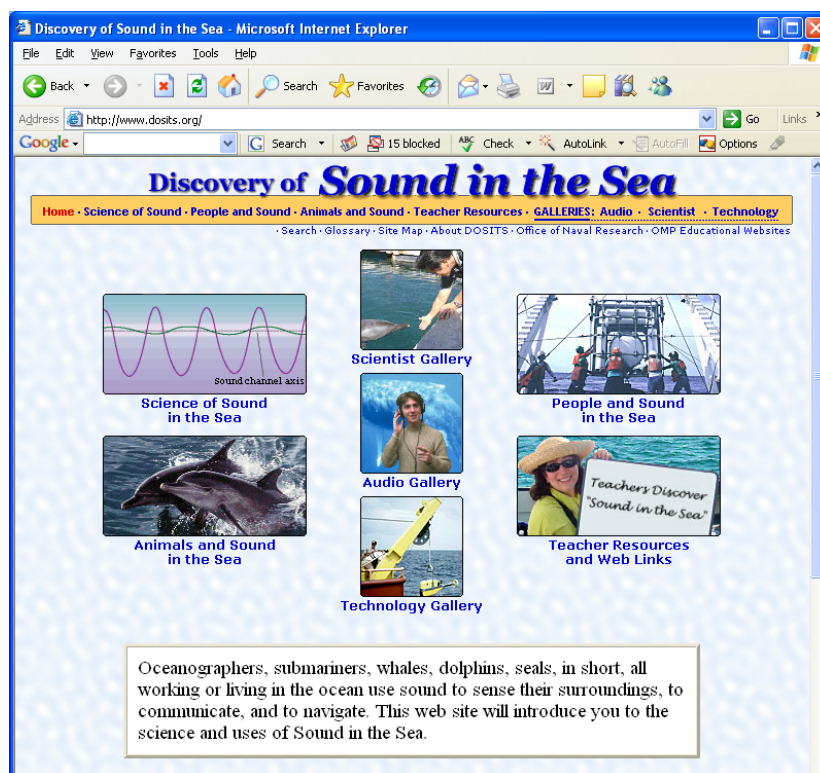 Discovery of Sound in the Sea - Microsoft Internet Explorer
File Edit View Favorites Tools Help
Back Search Favorites W
Address http://www.dosits.org/ Go Links »
Google G Search 15 blocked ABC Check AutoLink AutoFill Options
Discovery of Sound in the Sea
Home · Science of Sound · People and Sound · Animals and Sound · Teacher Resources · GALLERIES: Audio · Scientist · Technology
· Search · Glossary · Site Map · About DOSITS · Office of Naval Research · OMP Educational Websites
Sound channel axis
Science of Sound
in the Sea
Scientist Gallery
People and Sound
in the Sea
Audio Gallery
Teachers Discover
"Sound in the Sea"
Animals and Sound
in the Sea
Teacher Resources
and Web Links
Technology Gallery
Oceanographers, submariners, whales, dolphins, seals, in short, all
working or living in the ocean use sound to sense their surroundings, to
communicate, and to navigate. This web site will introduce you to the
science and uses of Sound in the Sea.